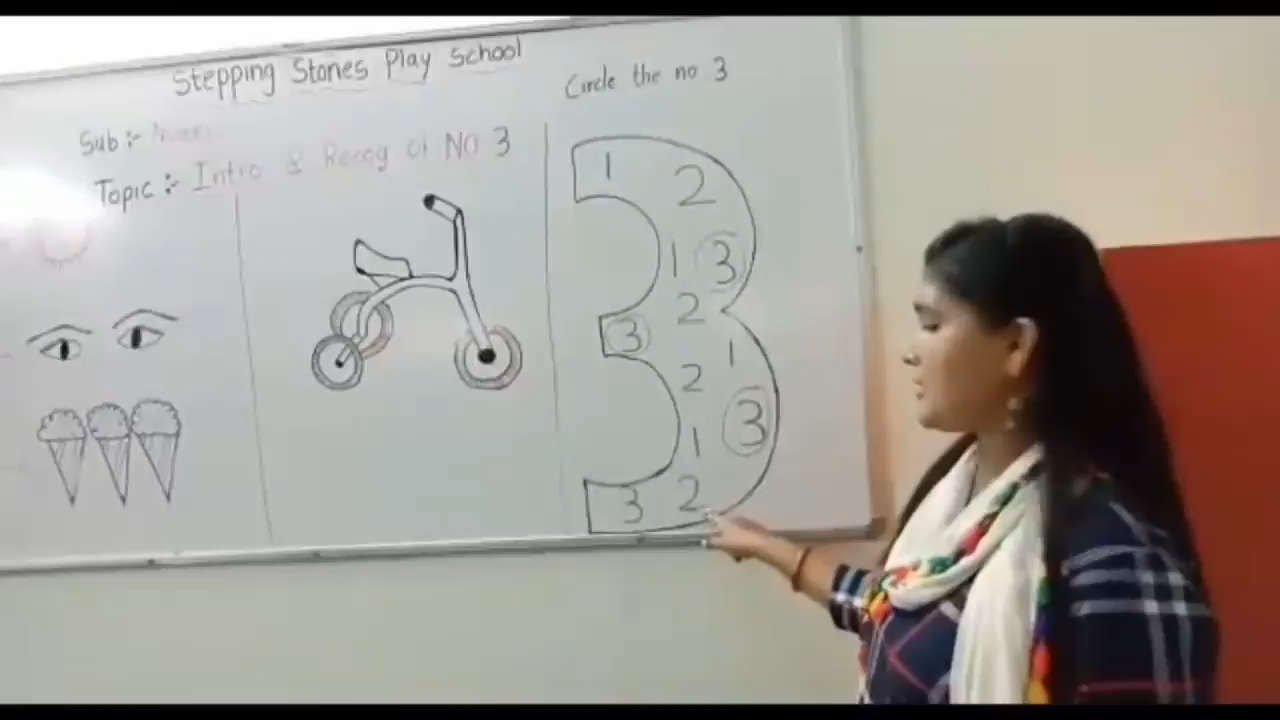 Stepping Stones Play School
Sub :-
Topic :- Intro & Recog of No 3
Circle the no 3
1 2
1 3
2
3 1
2
3
1
3 2